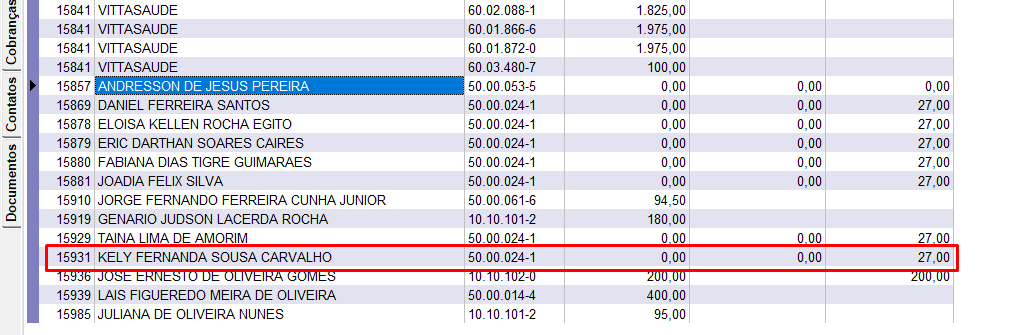 Cobranças
Contatos
Documentos
15841 VITTASAUDE 60.02.088-1 1.825,00
15841 VITTASAUDE 60.01.866-6 1.975,00
15841 VITTASAUDE 60.01.872-0 1.975,00
15841 VITTASAUDE 60.03.480-7 100,00
15857 ANDRESSON DE JESUS PEREIRA 50.00.053-5 0,00 0,00 0,00
15869 DANIEL FERREIRA SANTOS 50.00.024-1 0,00 0,00 27,00
15878 ELOISA KELLEN ROCHA EGITO 50.00.024-1 0,00 0,00 27,00
15879 ERIC DARTHAN SOARES CAIRES 50.00.024-1 0,00 0,00 27,00
15880 FABIANA DIAS TIGRE GUIMARAES 50.00.024-1 0,00 0,00 27,00
15881 JOADIA FELIX SILVA 50.00.024-1 0,00 0,00 27,00
15910 JORGE FERNANDO FERREIRA CUNHA JUNIOR 50.00.061-6 94,50
15919 GENARIO JUDSON LACERDA ROCHA 10.10.101-2 180,00
15929 TAINA LIMA DE AMORIM 50.00.024-1 0,00 0,00 27,00
15931 KELY FERNANDA SOUSA CARVALHO 50.00.024-1 0,00 0,00 27,00
15936 JOSE ERNESTO DE OLIVEIRA GOMES 10.10.102-0 200,00 200,00
15939 LAIS FIGUEREDO MEIRA DE OLIVEIRA 50.00.014-4 400,00
15985 JULIANA DE OLIVEIRA NUNES 10.10.101-2 95,00